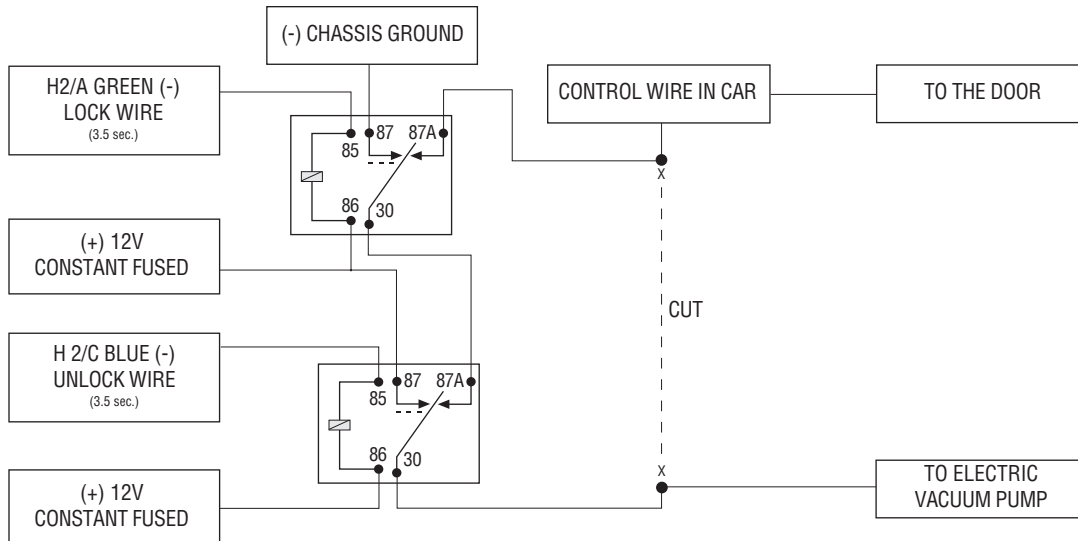 (-) CHASSIS GROUND
H2/A GREEN (-)
LOCK WIRE
(3.5 sec.)
CONTROL WIRE IN CAR
TO THE DOOR
87
87A
85
X
86
30
(+) 12V
CONSTANT FUSED
CUT
H 2/C BLUE (-)
UNLOCK WIRE
(3.5 sec.)
87
87A
85
86
30
X
(+) 12V
CONSTANT FUSED
TO ELECTRIC
VACUUM PUMP